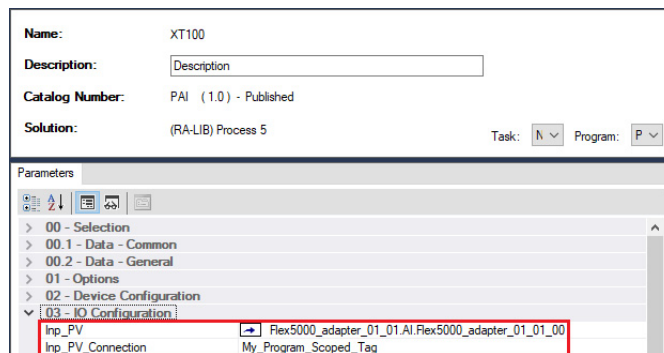 Name: XT100
Description: Description
Catalog Number: PAI (1.0) - Published
Solution: (RA-LIB) Process 5 Task: N Program: P
Parameters
00 - Selection
00.1 - Data - Common
00.2 - Data - General
01 - Options
02 - Device Configuration
03 - IO Configuration
Inp_PV Flex5000_adapter_01_01.AI.Flex5000_adapter_01_01_00
Inp_PV_Connection My_Program_Scoped_Tag